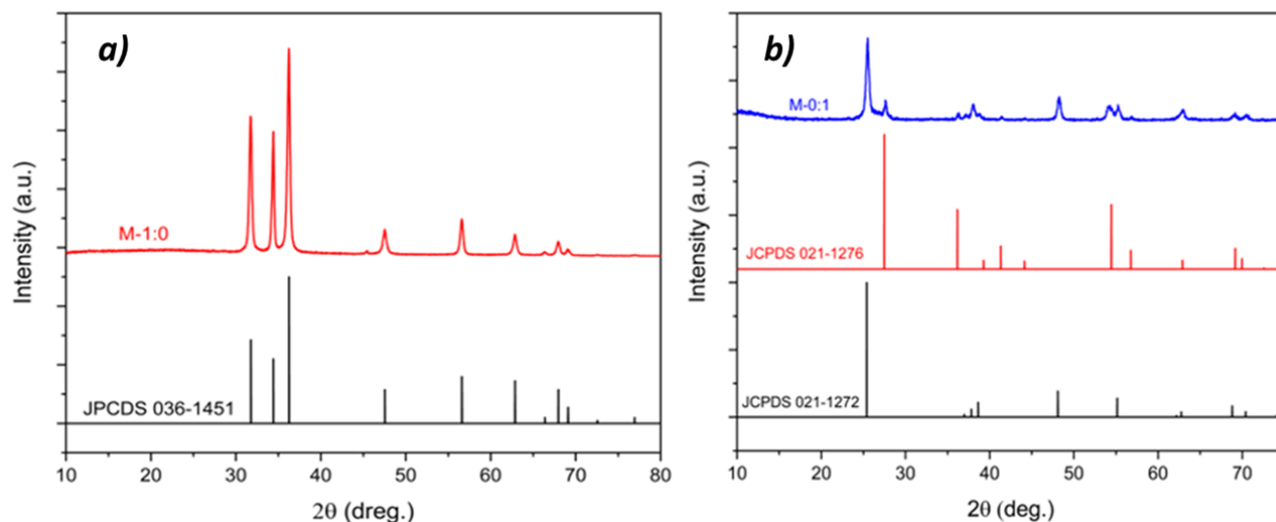 a)
Intensity (a.u.)
M-1:0
JPCDS 036-1451
10 20 30 40 50 60 70 80
2θ (dreg.)
b)
Intensity (a.u.)
M-0:1
JCPDS 021-1276
JCPDS 021-1272
10 20 30 40 50 60 70
2θ (deg.)